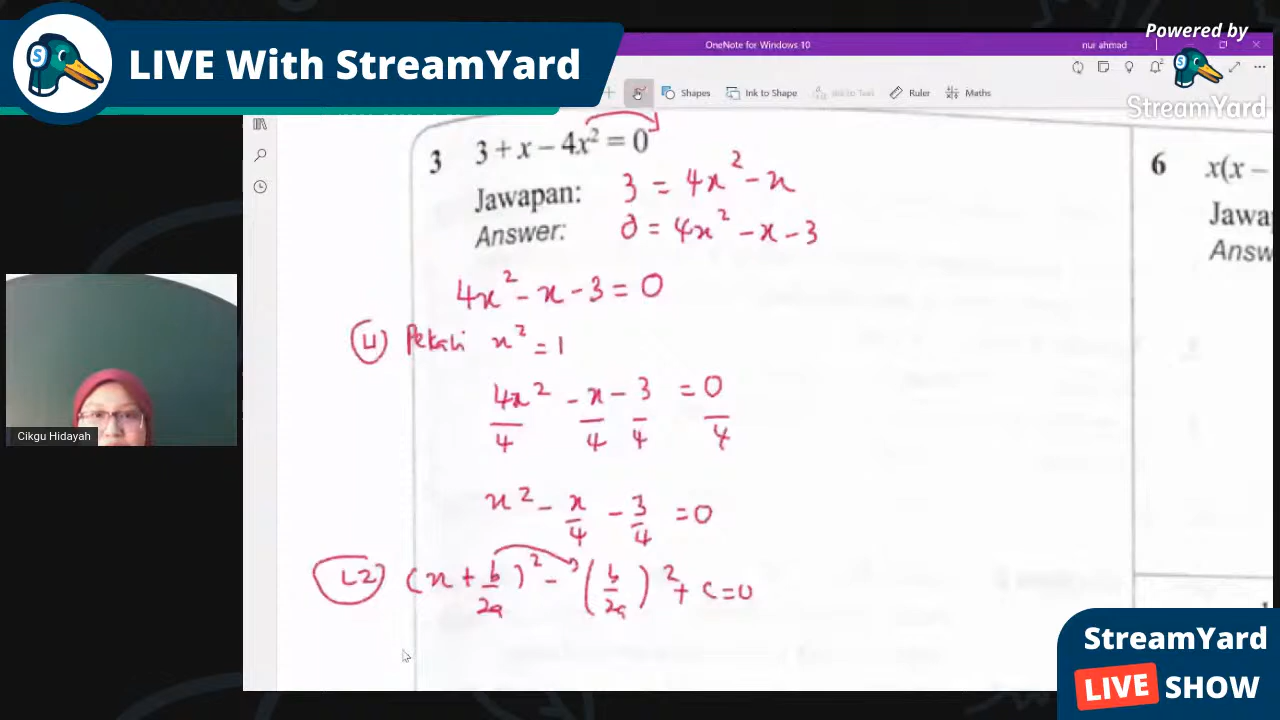 LIVE With StreamYard
Powered by
StreamYard
OneNote for Windows 10
nur ahmad
Shapes
Ink to Shape
Ink to Text
Ruler
Maths
3 3 + x − 4x² = 0
Jawapan: 3 = 4x² − x
Answer: 0 = 4x² − x − 3
4x² − x − 3 = 0
L1 Pekali x² = 1
4x²/4 − x/4 − 3/4 = 0/4
x² − x/4 − 3/4 = 0
L2 (x + b/2a)² − (b/2a)² + c = 0
6 x(x −
Jawa
Answ
Cikgu Hidayah
StreamYard
LIVE SHOW